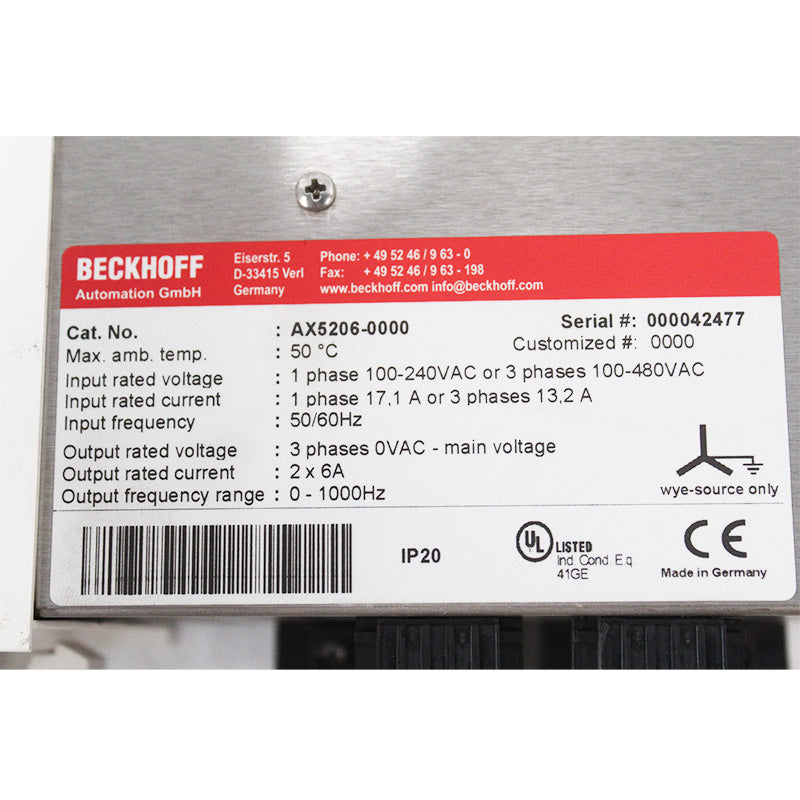 BECKHOFF
Automation GmbH
Eiserstr. 5
D-33415 Verl
Germany
Phone: + 49 52 46 / 9 63 - 0
Fax: + 49 52 46 / 9 63 - 198
www.beckhoff.com info@beckhoff.com
Cat. No. : AX5206-0000 Serial #: 000042477
Max. amb. temp. : 50 °C Customized #: 0000
Input rated voltage : 1 phase 100-240VAC or 3 phases 100-480VAC
Input rated current : 1 phase 17,1 A or 3 phases 13,2 A
Input frequency : 50/60Hz
Output rated voltage : 3 phases 0VAC - main voltage
Output rated current : 2 x 6A
Output frequency range : 0 - 1000Hz
wye-source only
IP20
UL LISTED
Ind. Cond. Eq
41GE
CE
Made in Germany